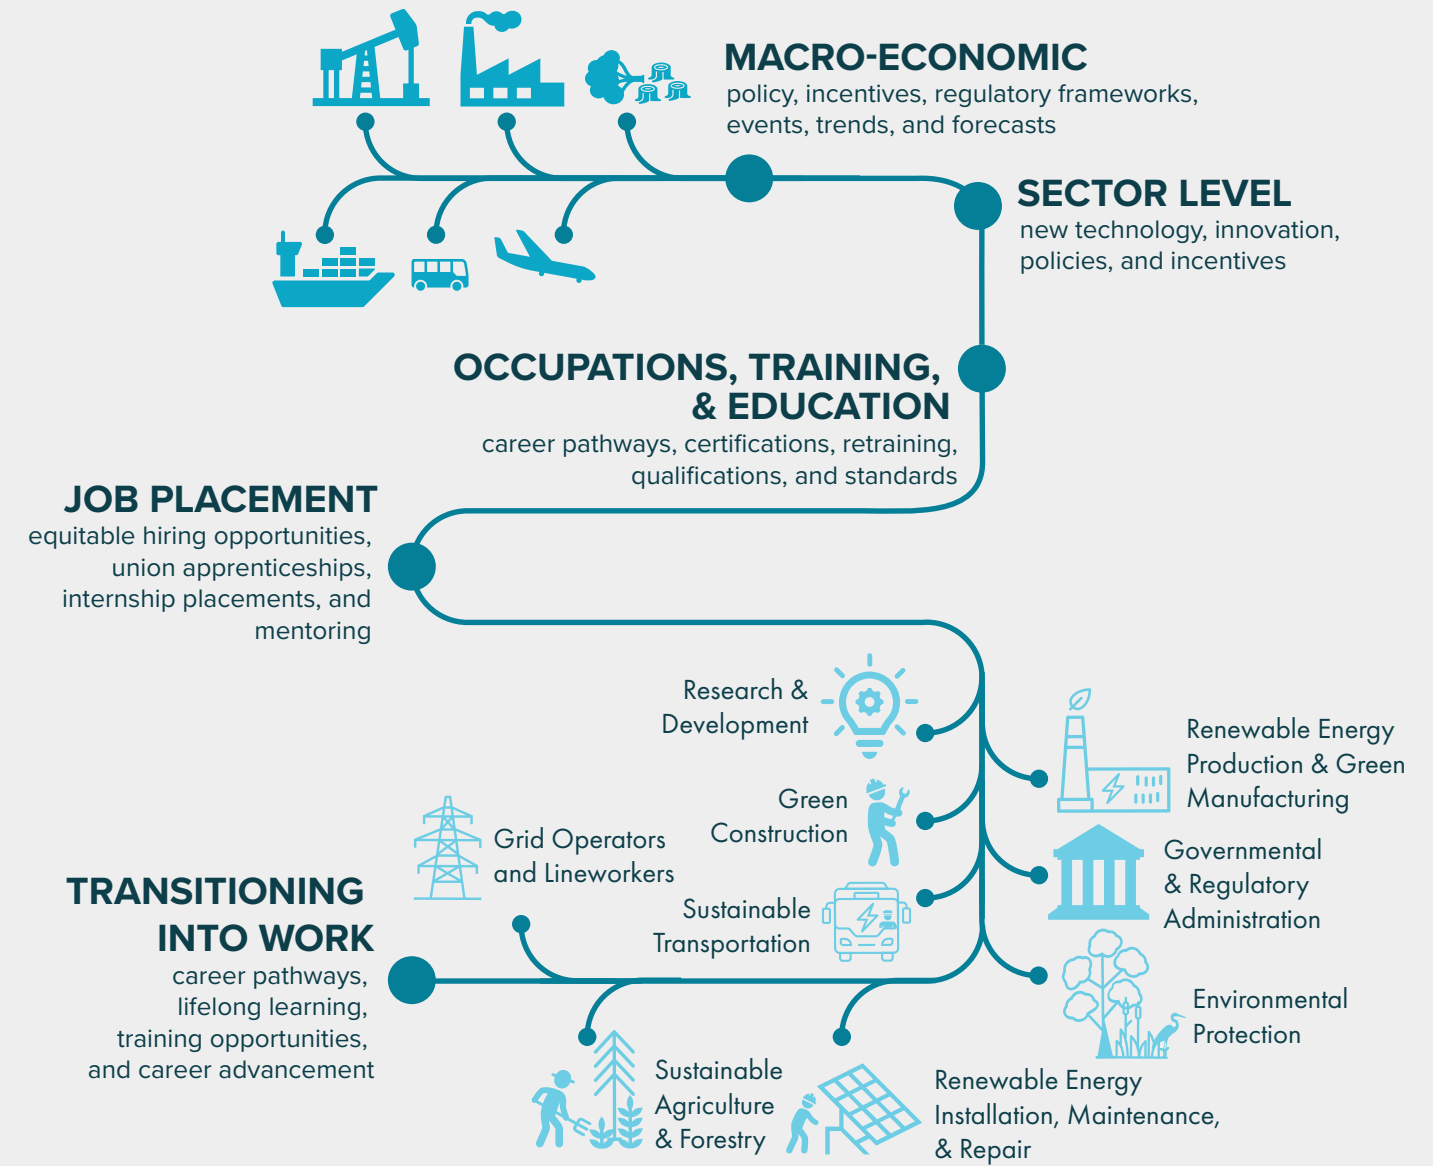 MACRO-ECONOMIC
policy, incentives, regulatory frameworks,
events, trends, and forecasts
SECTOR LEVEL
new technology, innovation,
policies, and incentives
OCCUPATIONS, TRAINING,
& EDUCATION
career pathways, certifications, retraining,
qualifications, and standards
JOB PLACEMENT
equitable hiring opportunities,
union apprenticeships,
internship placements, and
mentoring
Research &
Development
Renewable Energy
Production & Green
Manufacturing
Green
Construction
Governmental
& Regulatory
Administration
Sustainable
Transportation
Environmental
Protection
Grid Operators
and Lineworkers
Renewable Energy
Installation, Maintenance,
& Repair
Sustainable
Agriculture
& Forestry
TRANSITIONING
INTO WORK
career pathways,
lifelong learning,
training opportunities,
and career advancement